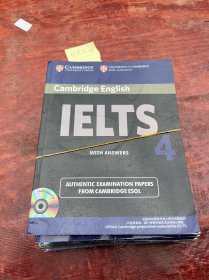 CAMBRIDGE
UNIVERSITY of CAMBRIDGE
Cambridge English
IELTS
4
WITH ANSWERS
AUTHENTIC EXAMINATION PAPERS
FROM CAMBRIDGE ESOL
Official Cambridge preparation material for IELTS